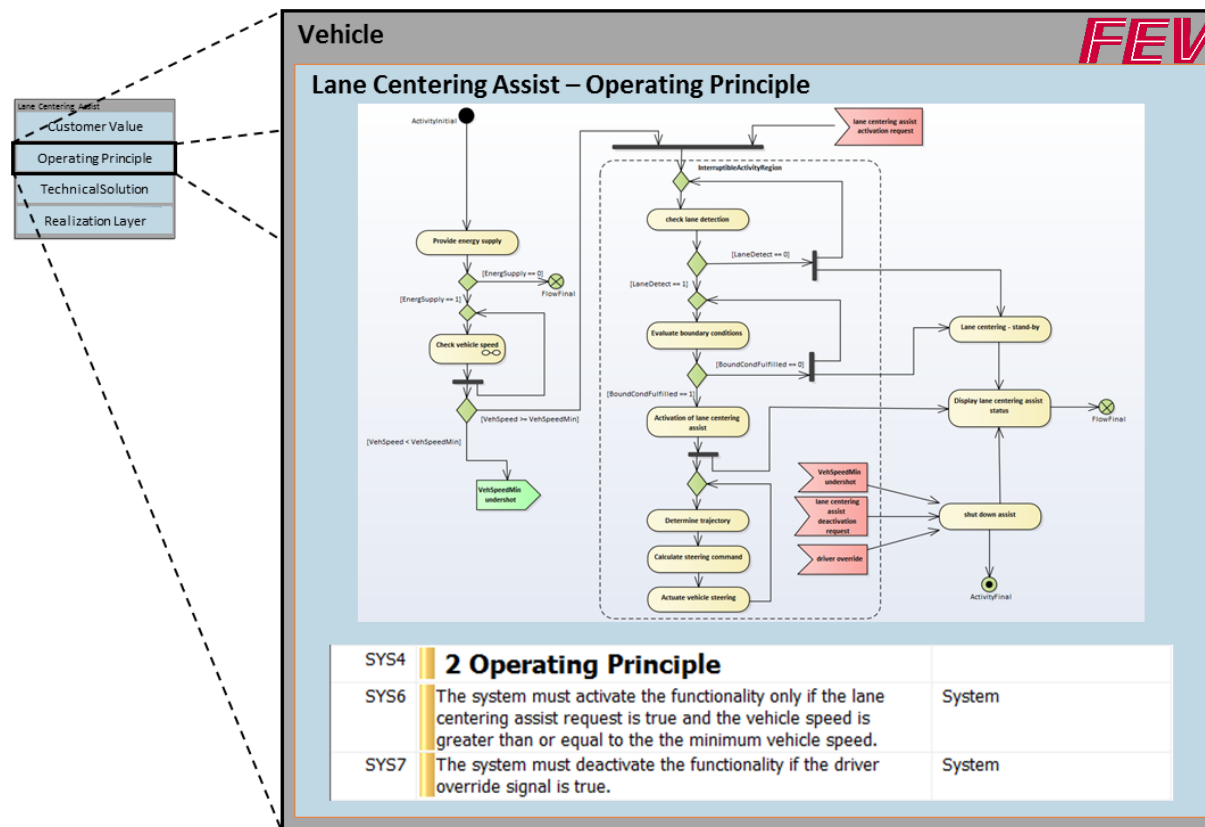 Vehicle
FEV
Lane Centering Assist – Operating Principle
Lane Centering Assist
Customer Value
Operating Principle
TechnicalSolution
Realization Layer
ActivityInitial
lane centering assist
activation request
InterruptibleActivityRegion
check lane detection
Provide energy supply
[EnergSupply == 0]
FlowFinal
[EnergSupply == 1]
Check vehicle speed
[VehSpeed >= VehSpeedMin]
[VehSpeed < VehSpeedMin]
VehSpeedMin
undershot
[LaneDetect == 0]
[LaneDetect == 1]
Evaluate boundary conditions
[BoundCondFulfilled == 0]
[BoundCondFulfilled == 1]
Activation of lane centering
assist
Determine trajectory
Calculate steering command
Actuate vehicle steering
Lane centering - stand-by
Display lane centering assist
status
FlowFinal
VehSpeedMin
undershot
lane centering
assist
deactivation
request
driver override
shut down assist
ActivityFinal
SYS4 2 Operating Principle
SYS6 The system must activate the functionality only if the lane System
centering assist request is true and the vehicle speed is
greater than or equal to the the minimum vehicle speed.
SYS7 The system must deactivate the functionality if the driver System
override signal is true.